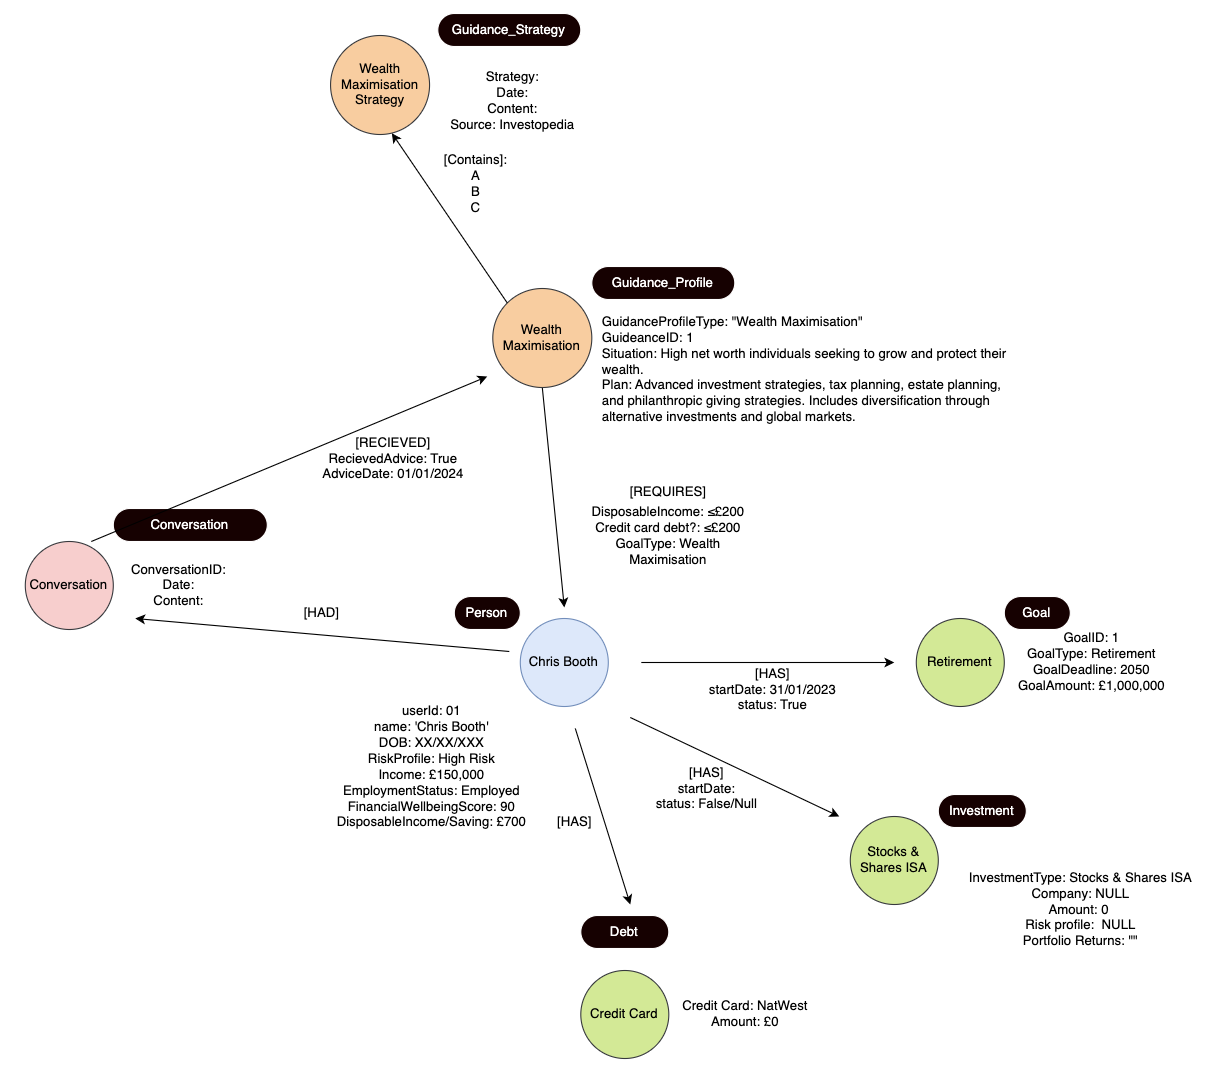 Guidance_Strategy
Wealth
Maximisation
Strategy
Strategy:
Date:
Content:
Source: Investopedia
[Contains]:
A
B
C
Guidance_Profile
Wealth
Maximisation
GuidanceProfileType: "Wealth Maximisation"
GuideanceID: 1
Situation: High net worth individuals seeking to grow and protect their
wealth.
Plan: Advanced investment strategies, tax planning, estate planning,
and philanthropic giving strategies. Includes diversification through
alternative investments and global markets.
[RECIEVED]
RecievedAdvice: True
AdviceDate: 01/01/2024
[REQUIRES]
DisposableIncome: ≤£200
Credit card debt?: ≤£200
GoalType: Wealth
Maximisation
Conversation
Conversation
ConversationID:
Date:
Content:
[HAD]
Person
Chris Booth
userId: 01
name: 'Chris Booth'
DOB: XX/XX/XXX
RiskProfile: High Risk
Income: £150,000
EmploymentStatus: Employed
FinancialWellbeingScore: 90
DisposableIncome/Saving: £700
[HAS]
startDate: 31/01/2023
status: True
Goal
Retirement
GoalID: 1
GoalType: Retirement
GoalDeadline: 2050
GoalAmount: £1,000,000
[HAS]
startDate:
status: False/Null
Investment
Stocks &
Shares ISA
InvestmentType: Stocks & Shares ISA
Company: NULL
Amount: 0
Risk profile:  NULL
Portfolio Returns: ""
[HAS]
Debt
Credit Card
Credit Card: NatWest
Amount: £0